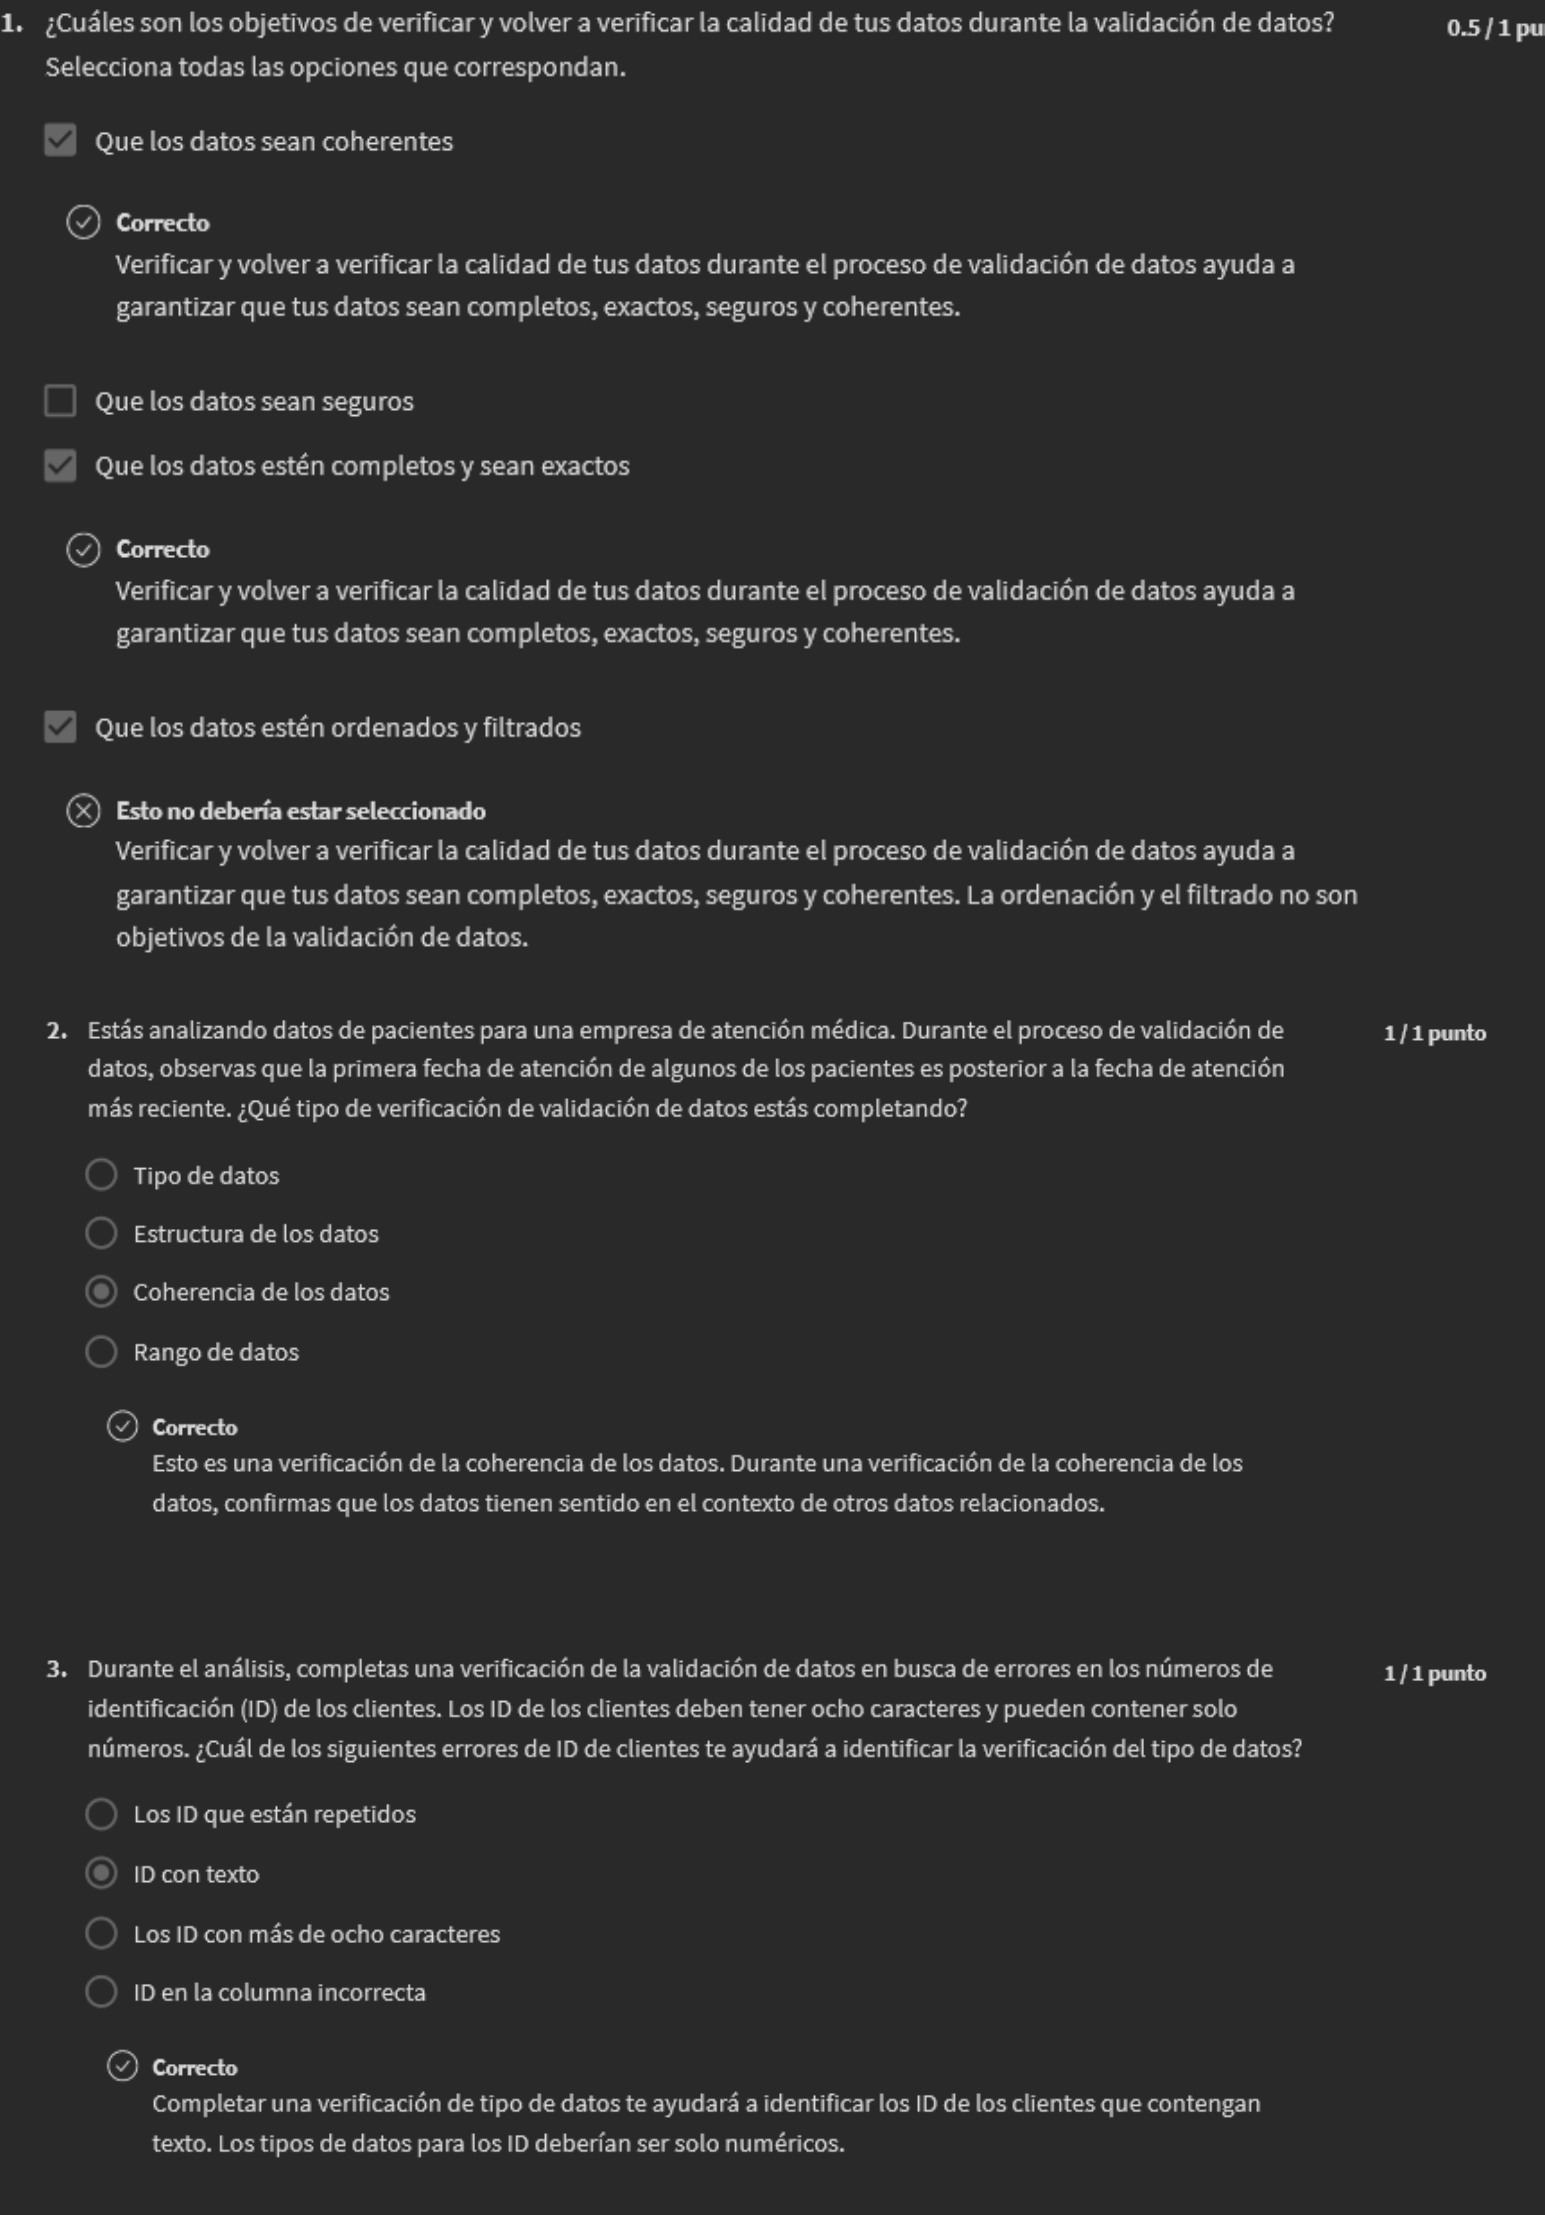 1. ¿Cuáles son los objetivos de verificar y volver a verificar la calidad de tus datos durante la validación de datos?
0.5 / 1 pu
Selecciona todas las opciones que correspondan.
Que los datos sean coherentes
Correcto
Verificar y volver a verificar la calidad de tus datos durante el proceso de validación de datos ayuda a
garantizar que tus datos sean completos, exactos, seguros y coherentes.
Que los datos sean seguros
Que los datos estén completos y sean exactos
Correcto
Verificar y volver a verificar la calidad de tus datos durante el proceso de validación de datos ayuda a
garantizar que tus datos sean completos, exactos, seguros y coherentes.
Que los datos estén ordenados y filtrados
Esto no debería estar seleccionado
Verificar y volver a verificar la calidad de tus datos durante el proceso de validación de datos ayuda a
garantizar que tus datos sean completos, exactos, seguros y coherentes. La ordenación y el filtrado no son
objetivos de la validación de datos.
2. Estás analizando datos de pacientes para una empresa de atención médica. Durante el proceso de validación de
1 / 1 punto
datos, observas que la primera fecha de atención de algunos de los pacientes es posterior a la fecha de atención
más reciente. ¿Qué tipo de verificación de validación de datos estás completando?
Tipo de datos
Estructura de los datos
Coherencia de los datos
Rango de datos
Correcto
Esto es una verificación de la coherencia de los datos. Durante una verificación de la coherencia de los
datos, confirmas que los datos tienen sentido en el contexto de otros datos relacionados.
3. Durante el análisis, completas una verificación de la validación de datos en busca de errores en los números de
1 / 1 punto
identificación (ID) de los clientes. Los ID de los clientes deben tener ocho caracteres y pueden contener solo
números. ¿Cuál de los siguientes errores de ID de clientes te ayudará a identificar la verificación del tipo de datos?
Los ID que están repetidos
ID con texto
Los ID con más de ocho caracteres
ID en la columna incorrecta
Correcto
Completar una verificación de tipo de datos te ayudará a identificar los ID de los clientes que contengan
texto. Los tipos de datos para los ID deberían ser solo numéricos.